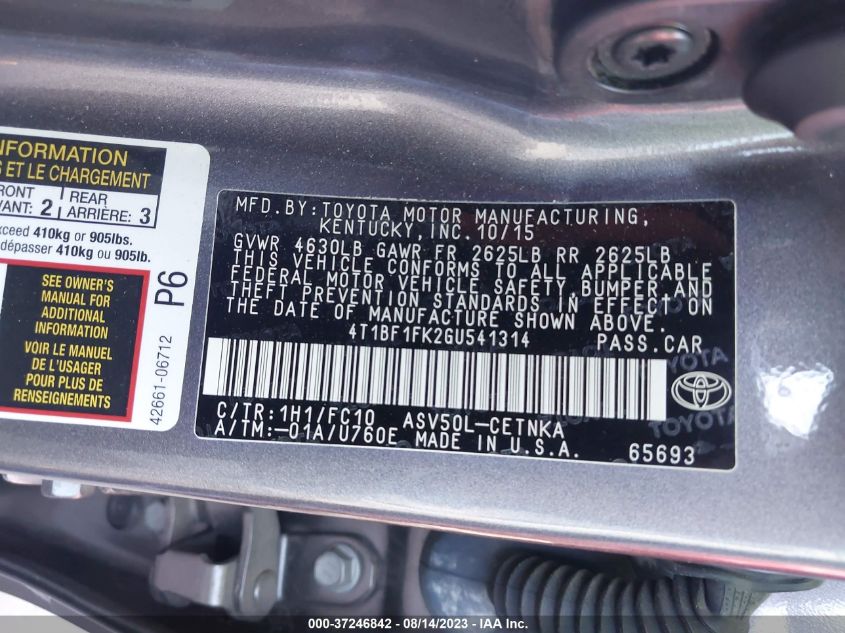 INFORMATION
S ET LE CHARGEMENT
FRONT
VANT: 2
REAR
ARRIÈRE: 3
exceed 410kg or 905lbs.
dépasser 410kg ou 905lb.
SEE OWNER'S
MANUAL FOR
ADDITIONAL
INFORMATION
VOIR LE MANUEL
DE L'USAGER
POUR PLUS DE
RENSEIGNEMENTS
P6
42661-06712
MFD.BY:TOYOTA MOTOR MANUFACTURING,
KENTUCKY, INC. 10/15
GVWR 4630LB GAWR FR 2625LB RR 2625LB
THIS VEHICLE CONFORMS TO ALL APPLICABLE
FEDERAL MOTOR VEHICLE SAFETY, BUMPER, AND
THEFT PREVENTION STANDARDS IN EFFECT ON
THE DATE OF MANUFACTURE SHOWN ABOVE.
4T1BF1FK2GU541314 PASS.CAR
TOYOTA
C/TR:1H1/FC10 ASV50L-CETNKA
A/TM:-01A/U760E MADE IN U.S.A. 65693
000-37246842 - 08/14/2023 - IAA Inc.